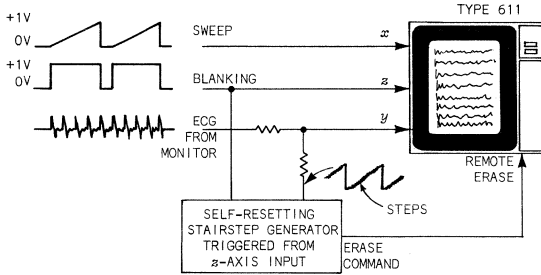 TYPE 611
+1V
0V
SWEEP
x
+1V
0V
BLANKING
z
ECG
FROM
MONITOR
y
REMOTE
ERASE
STEPS
SELF-RESETTING
STAIRSTEP GENERATOR
TRIGGERED FROM
z-AXIS INPUT
ERASE
COMMAND